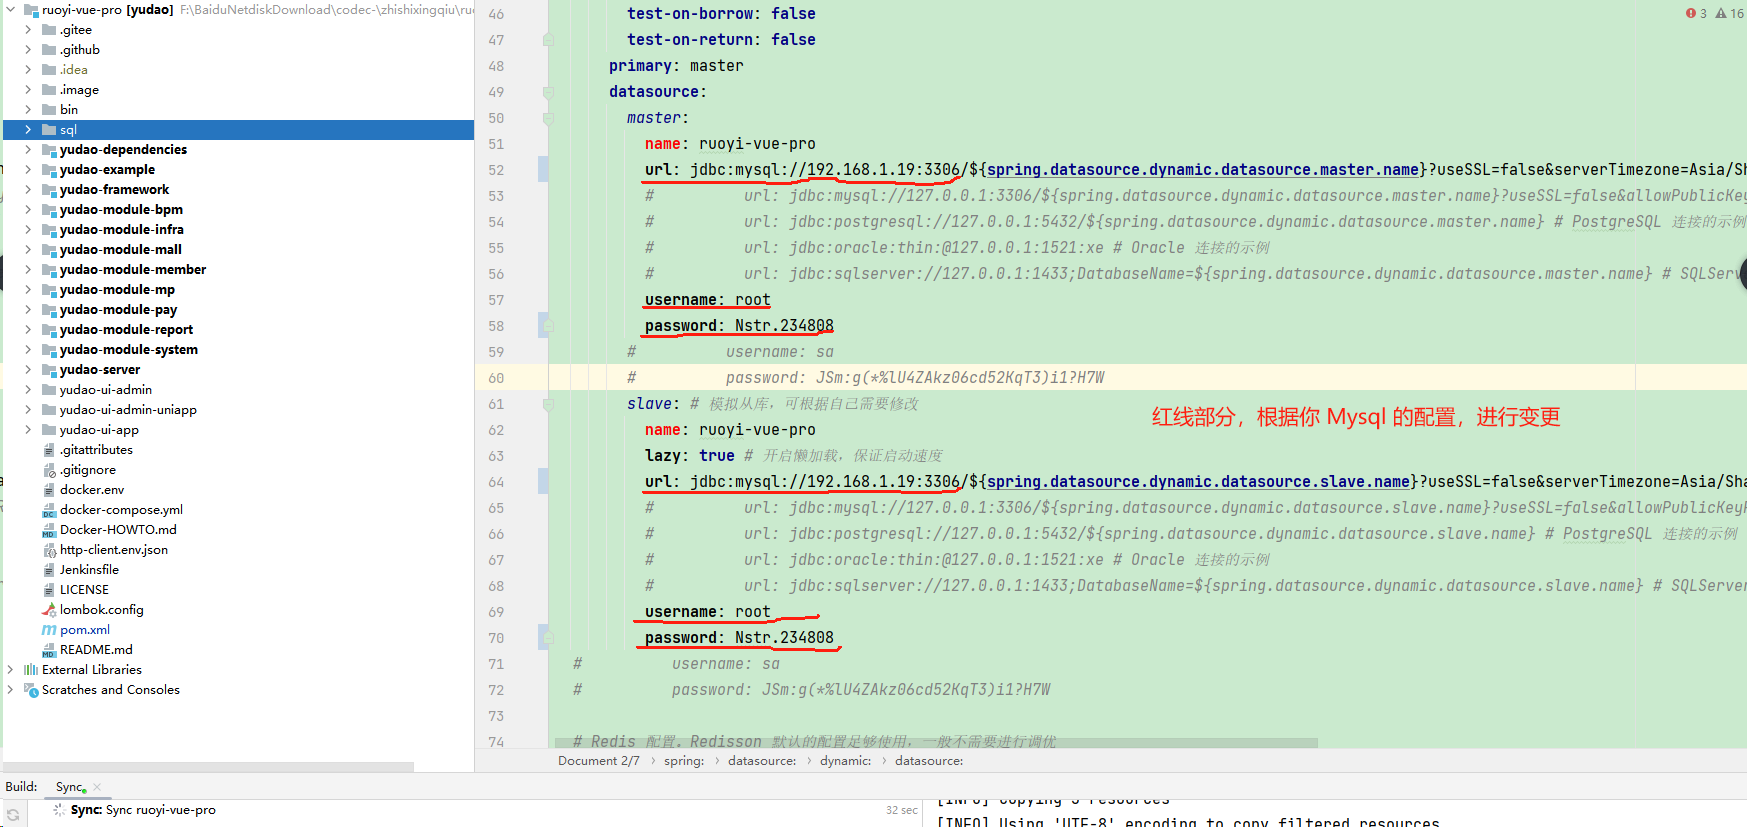 ruoyi-vue-pro [yudao] F:\BaiduNetdiskDownload\codec-\zhishixingqiu\ruo
.gitee
.github
.idea
.image
bin
sql
yudao-dependencies
yudao-example
yudao-framework
yudao-module-bpm
yudao-module-infra
yudao-module-mall
yudao-module-member
yudao-module-mp
yudao-module-pay
yudao-module-report
yudao-module-system
yudao-server
yudao-ui-admin
yudao-ui-admin-uniapp
yudao-ui-app
.gitattributes
.gitignore
docker.env
docker-compose.yml
Docker-HOWTO.md
http-client.env.json
Jenkinsfile
LICENSE
lombok.config
pom.xml
README.md
External Libraries
Scratches and Consoles
3 16
46 test-on-borrow: false
47 test-on-return: false
48 primary: master
49 datasource:
50 master:
51 name: ruoyi-vue-pro
52 url: jdbc:mysql://192.168.1.19:3306/${spring.datasource.dynamic.datasource.master.name}?useSSL=false&serverTimezone=Asia/Sh
53 # url: jdbc:mysql://127.0.0.1:3306/${spring.datasource.dynamic.datasource.master.name}?useSSL=false&allowPublicKey
54 # url: jdbc:postgresql://127.0.0.1:5432/${spring.datasource.dynamic.datasource.master.name} # PostgreSQL 连接的示例
55 # url: jdbc:oracle:thin:@127.0.0.1:1521:xe # Oracle 连接的示例
56 # url: jdbc:sqlserver://127.0.0.1:1433;DatabaseName=${spring.datasource.dynamic.datasource.master.name} # SQLServ
57 username: root
58 password: Nstr.234808
59 # username: sa
60 # password: JSm:g(*%lU4ZAkz06cd52KqT3)i1?H7W
61 slave: # 模拟从库，可根据自己需要修改
红线部分，根据你 Mysql 的配置，进行变更
62 name: ruoyi-vue-pro
63 lazy: true # 开启懒加载，保证启动速度
64 url: jdbc:mysql://192.168.1.19:3306/${spring.datasource.dynamic.datasource.slave.name}?useSSL=false&serverTimezone=Asia/Sha
65 # url: jdbc:mysql://127.0.0.1:3306/${spring.datasource.dynamic.datasource.slave.name}?useSSL=false&allowPublicKey
66 # url: jdbc:postgresql://127.0.0.1:5432/${spring.datasource.dynamic.datasource.slave.name} # PostgreSQL 连接的示例
67 # url: jdbc:oracle:thin:@127.0.0.1:1521:xe # Oracle 连接的示例
68 # url: jdbc:sqlserver://127.0.0.1:1433;DatabaseName=${spring.datasource.dynamic.datasource.slave.name} # SQLServer
69 username: root
70 password: Nstr.234808
71 # username: sa
72 # password: JSm:g(*%lU4ZAkz06cd52KqT3)i1?H7W
73
74 # Redis 配置。Redisson 默认的配置足够使用，一般不需要进行调优
Document 2/7 › spring: › datasource: › dynamic: › datasource:
Build: Sync
Sync: Sync ruoyi-vue-pro 32 sec
[INFO] Copying 3 resources
[INFO] Using 'UTF-8' encoding to copy filtered resources